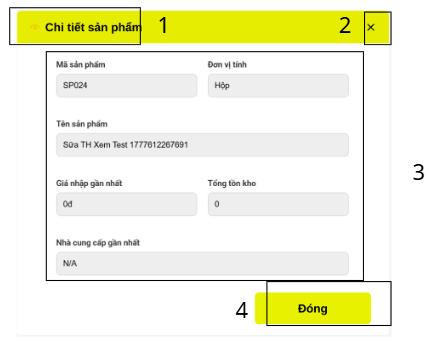 Chi tiết sản phẩm 1 2 ×
Mã sản phẩm Đơn vị tính
SP024 Hộp
Tên sản phẩm
Sữa TH Xem Test 1777612267691
3
Giá nhập gần nhất Tổng tồn kho
0đ 0
Nhà cung cấp gần nhất
N/A
4 Đóng